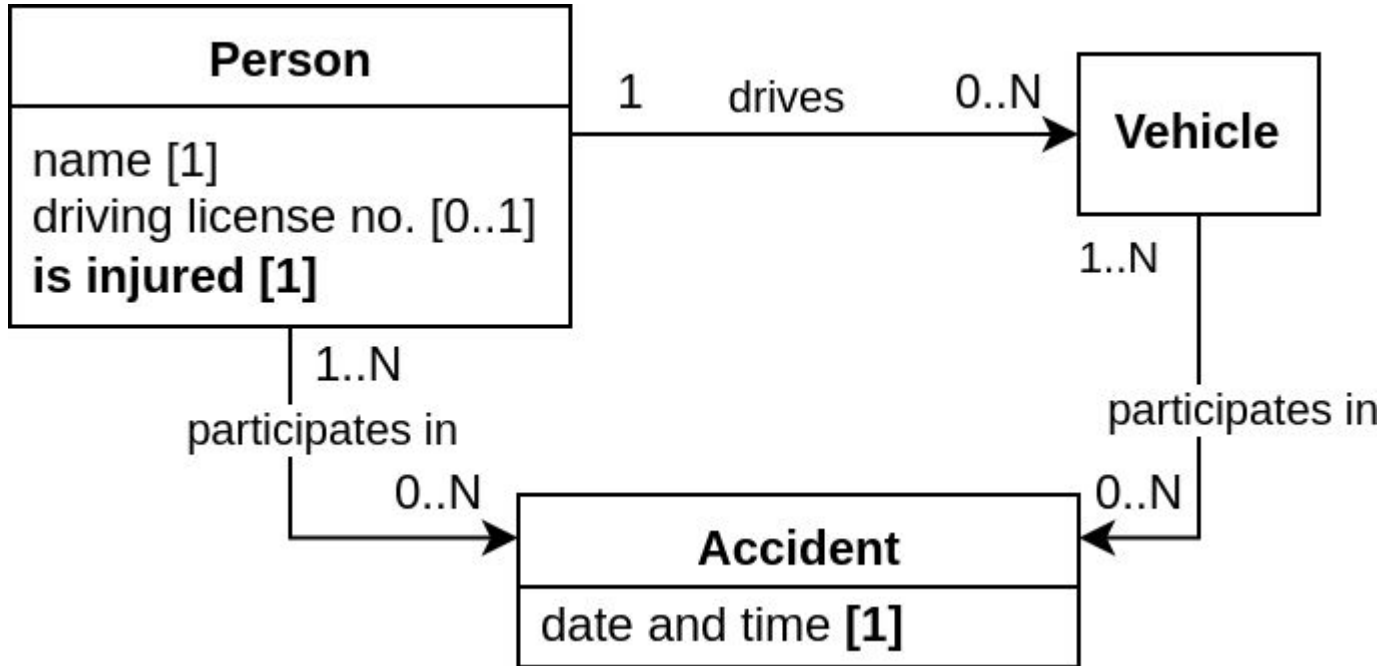 Person
name [1]
driving license no. [0..1]
is injured [1]
1 drives 0..N
Vehicle
1..N
participates in
0..N
1..N
participates in
0..N
Accident
date and time [1]